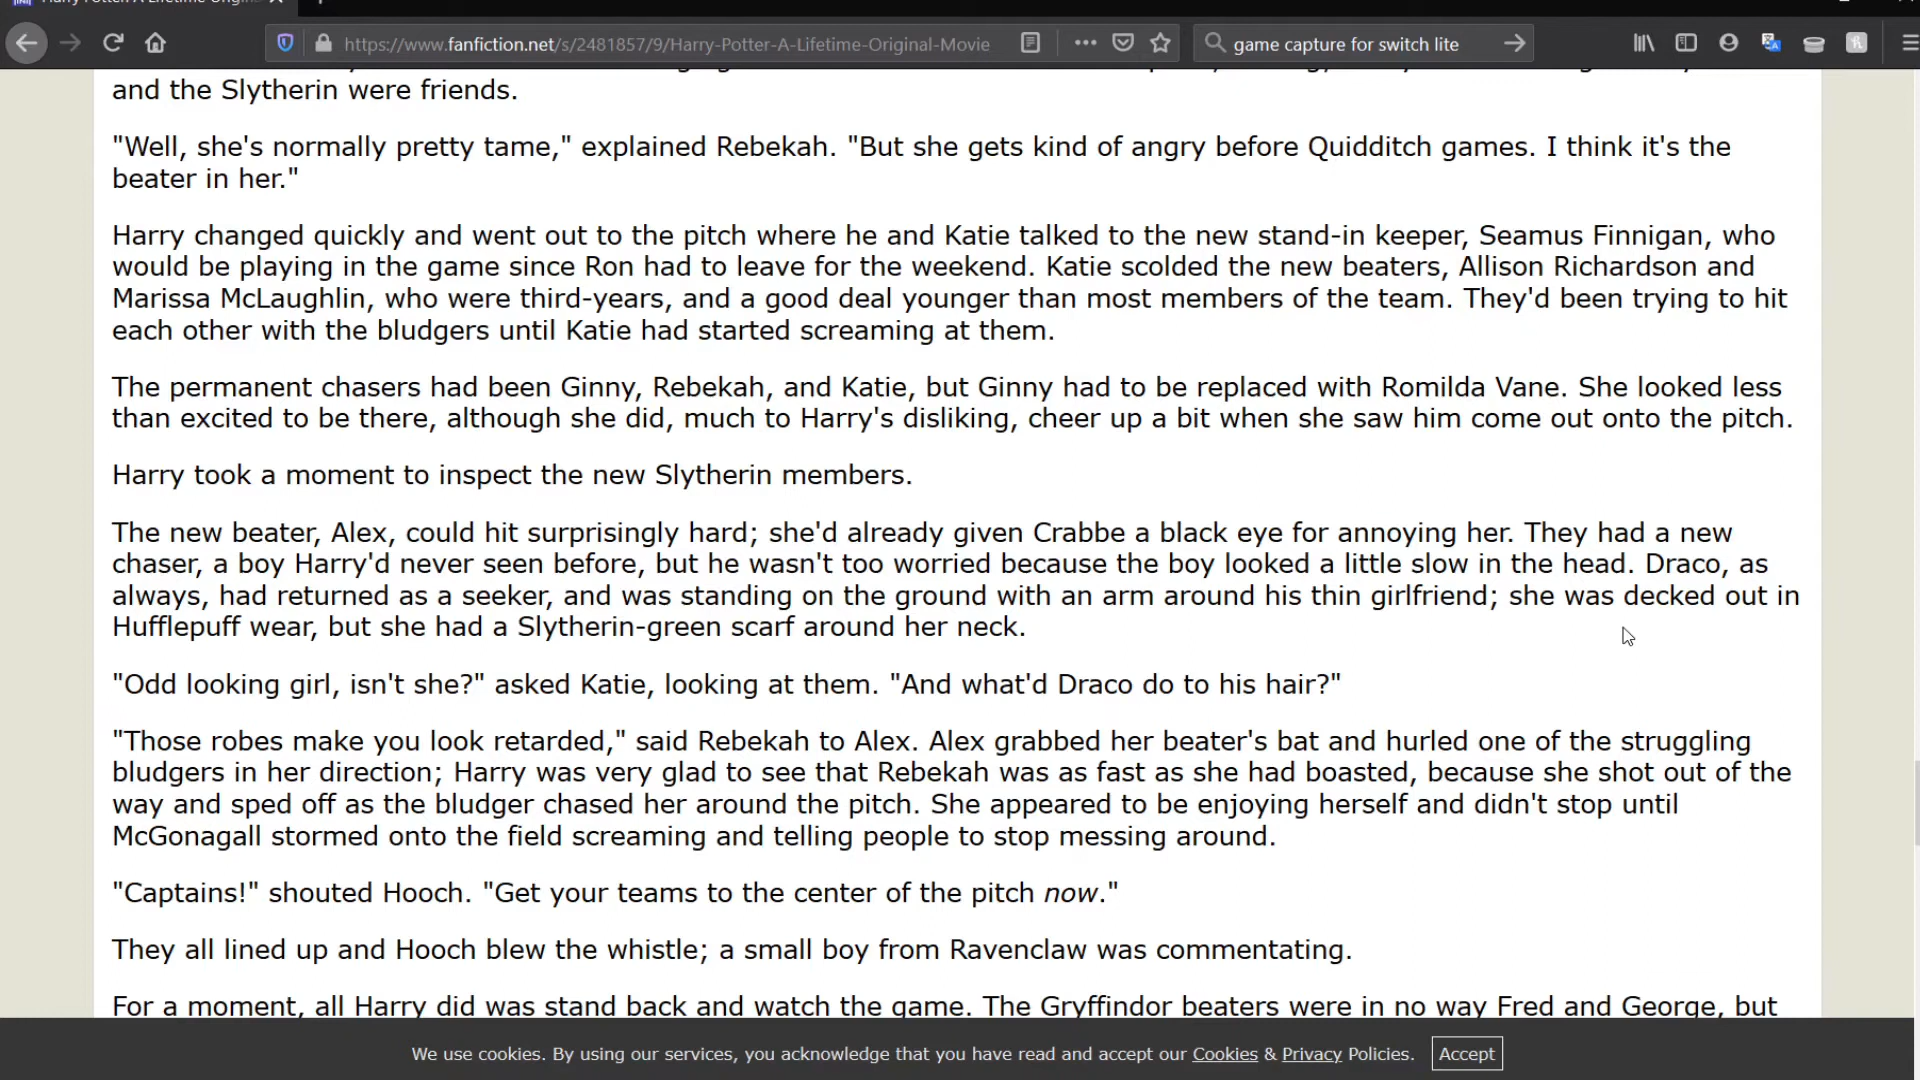 https://www.fanfiction.net/s/2481857/9/Harry-Potter-A-Lifetime-Original-Movie
game capture for switch lite
and the Slytherin were friends.
"Well, she's normally pretty tame," explained Rebekah. "But she gets kind of angry before Quidditch games. I think it's the
beater in her."
Harry changed quickly and went out to the pitch where he and Katie talked to the new stand-in keeper, Seamus Finnigan, who
would be playing in the game since Ron had to leave for the weekend. Katie scolded the new beaters, Allison Richardson and
Marissa McLaughlin, who were third-years, and a good deal younger than most members of the team. They'd been trying to hit
each other with the bludgers until Katie had started screaming at them.
The permanent chasers had been Ginny, Rebekah, and Katie, but Ginny had to be replaced with Romilda Vane. She looked less
than excited to be there, although she did, much to Harry's disliking, cheer up a bit when she saw him come out onto the pitch.
Harry took a moment to inspect the new Slytherin members.
The new beater, Alex, could hit surprisingly hard; she'd already given Crabbe a black eye for annoying her. They had a new
chaser, a boy Harry'd never seen before, but he wasn't too worried because the boy looked a little slow in the head. Draco, as
always, had returned as a seeker, and was standing on the ground with an arm around his thin girlfriend; she was decked out in
Hufflepuff wear, but she had a Slytherin-green scarf around her neck.
"Odd looking girl, isn't she?" asked Katie, looking at them. "And what'd Draco do to his hair?"
"Those robes make you look retarded," said Rebekah to Alex. Alex grabbed her beater's bat and hurled one of the struggling
bludgers in her direction; Harry was very glad to see that Rebekah was as fast as she had boasted, because she shot out of the
way and sped off as the bludger chased her around the pitch. She appeared to be enjoying herself and didn't stop until
McGonagall stormed onto the field screaming and telling people to stop messing around.
"Captains!" shouted Hooch. "Get your teams to the center of the pitch now."
They all lined up and Hooch blew the whistle; a small boy from Ravenclaw was commentating.
For a moment, all Harry did was stand back and watch the game. The Gryffindor beaters were in no way Fred and George, but
We use cookies. By using our services, you acknowledge that you have read and accept our Cookies & Privacy Policies. Accept